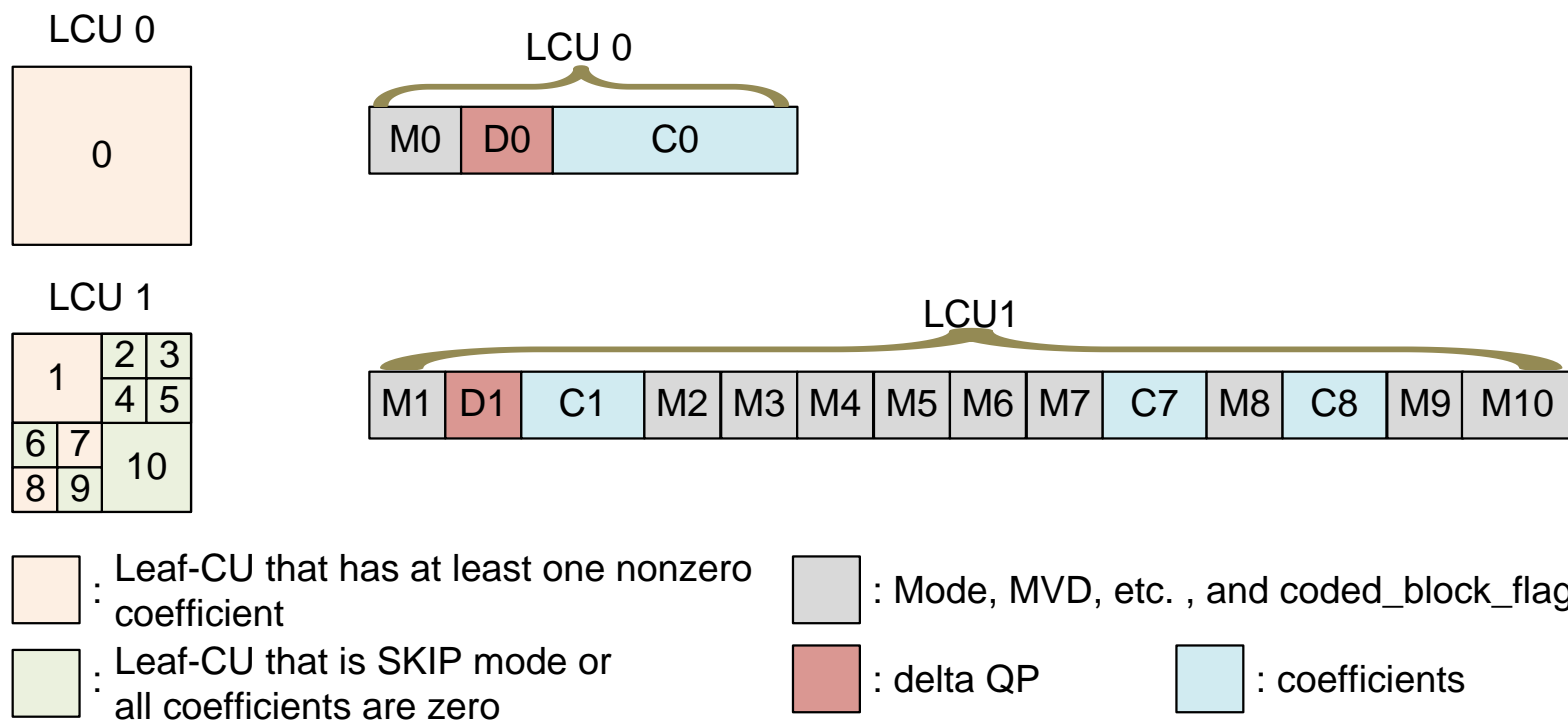 LCU 0
0
LCU 0
M0 D0 C0
LCU 1
1 2 3
4 5
6 7
10
8 9
LCU1
M1 D1 C1 M2 M3 M4 M5 M6 M7 C7 M8 C8 M9 M10
: Leaf-CU that has at least one nonzero
coefficient
: Leaf-CU that is SKIP mode or
all coefficients are zero
: Mode, MVD, etc. , and coded_block_flag
: delta QP
: coefficients